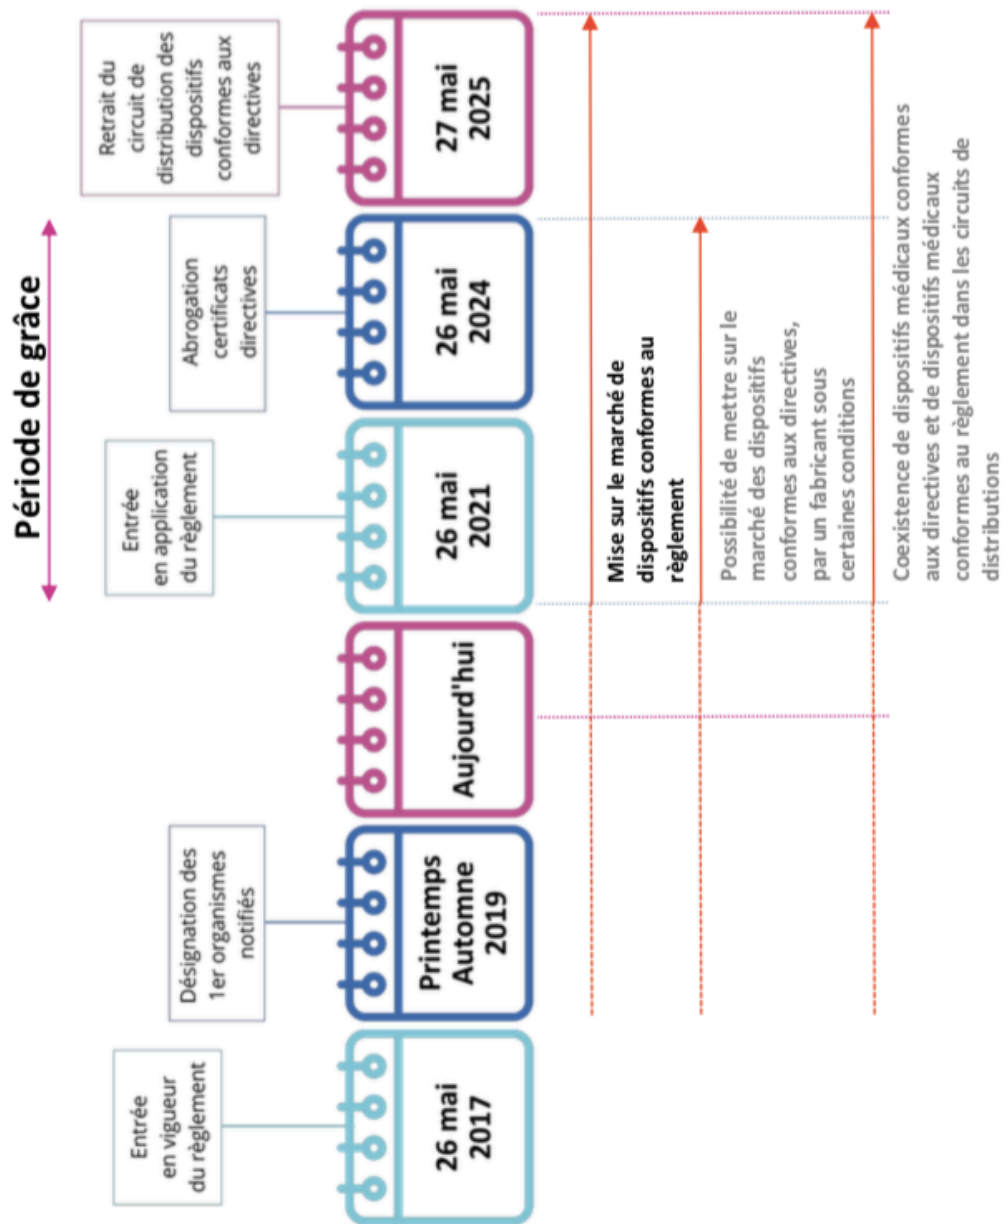 Période de grâce
Entrée
en vigueur
du règlement
Désignation des
1er organismes
notifiés
Entrée
en application
du règlement
Abrogation
certificats
directives
Retrait du
circuit de
distribution des
dispositifs
conformes aux
directives
26 mai
2017
Printemps
Automne
2019
Aujourd'hui
26 mai
2021
26 mai
2024
27 mai
2025
Mise sur le marché de
dispositifs conformes au
règlement
Possibilité de mettre sur le
marché des dispositifs
conformes aux directives,
par un fabricant sous
certaines conditions
Coexistence de dispositifs médicaux conformes
aux directives et de dispositifs médicaux
conformes au règlement dans les circuits de
distributions